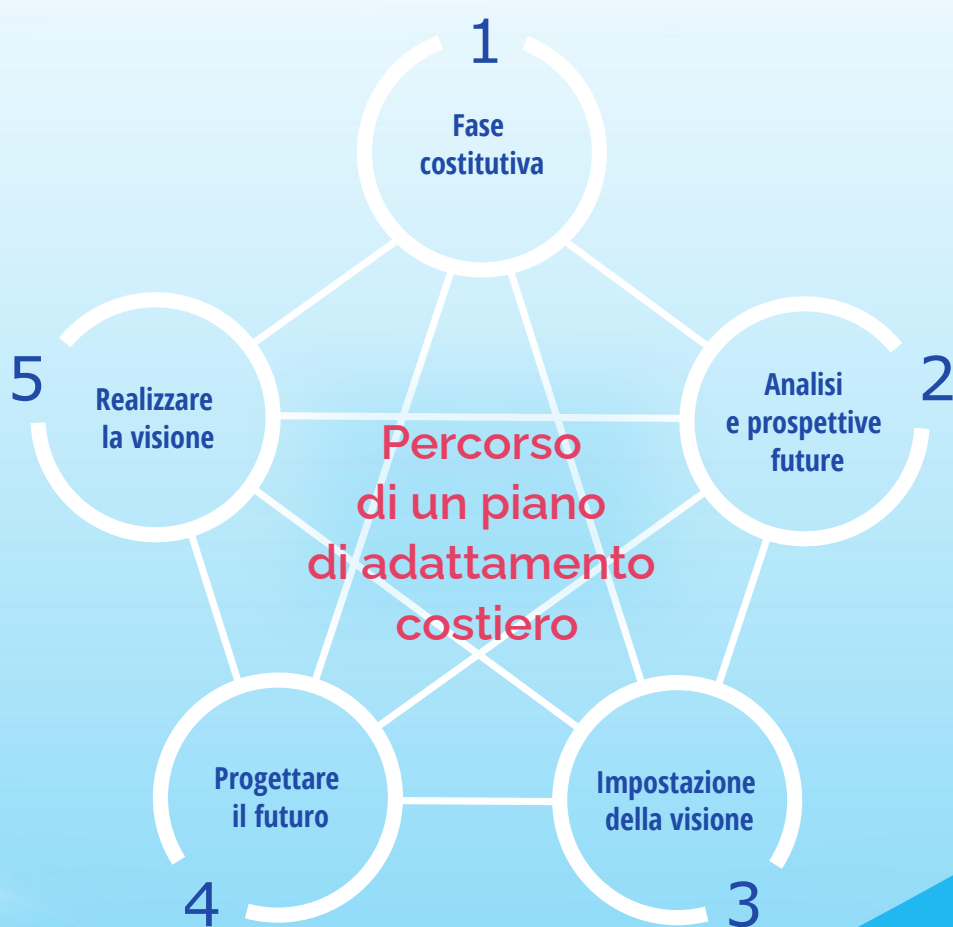 1
Fase
costitutiva
2
Analisi
e prospettive
future
5
Realizzare
la visione
Percorso
di un piano
di adattamento
costiero
Progettare
il futuro
4
Impostazione
della visione
3